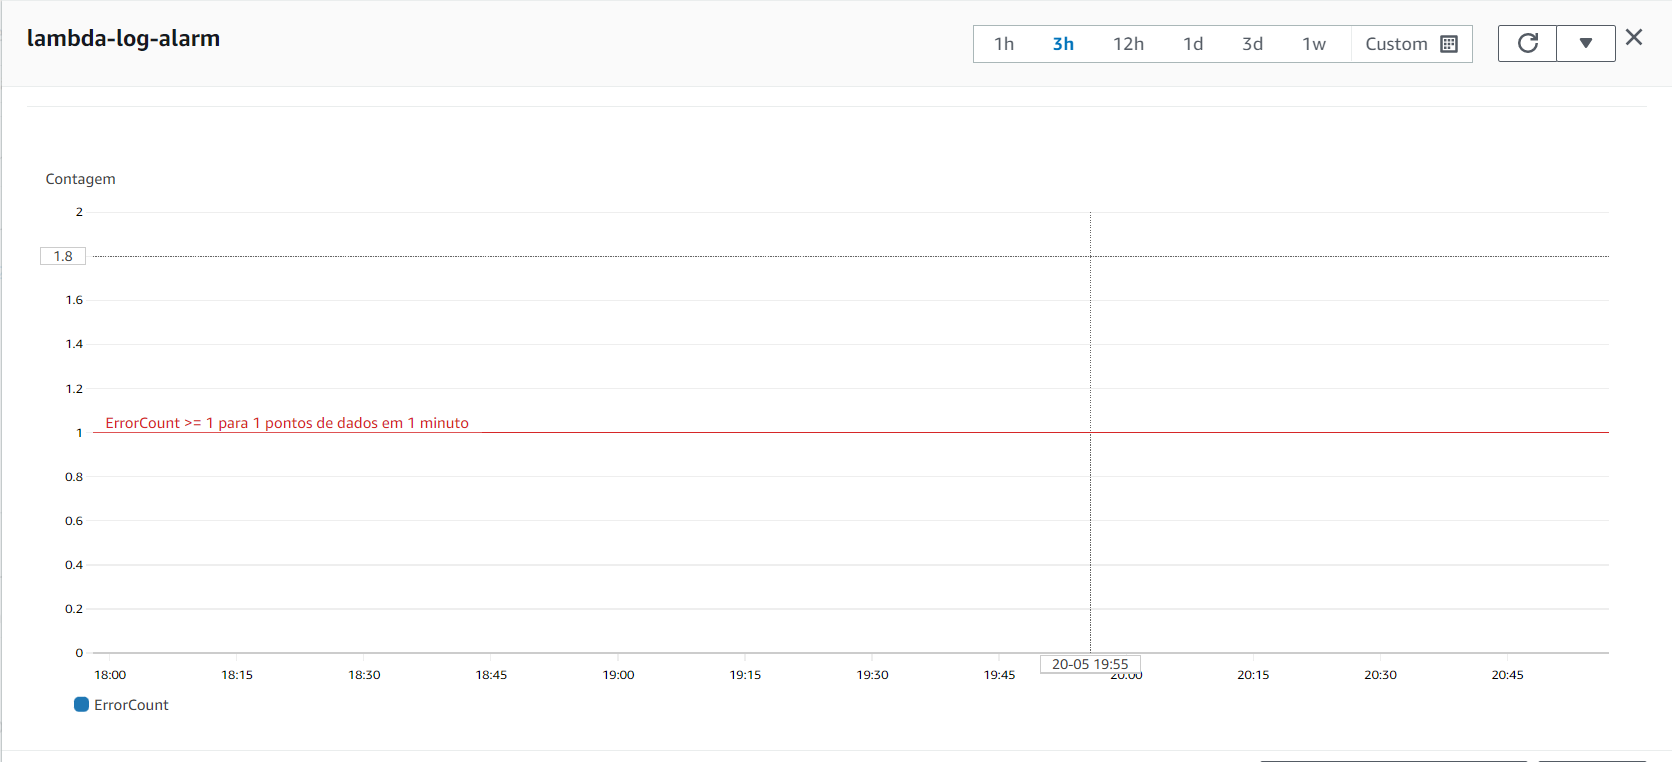 lambda-log-alarm
1h 3h 12h 1d 3d 1w Custom
Contagem
2
1.8
1.6
1.4
1.2
ErrorCount >= 1 para 1 pontos de dados em 1 minuto
1
0.8
0.6
0.4
0.2
0
20-05 19:55
18:00 18:15 18:30 18:45 19:00 19:15 19:30 19:45 20:00 20:15 20:30 20:45
ErrorCount